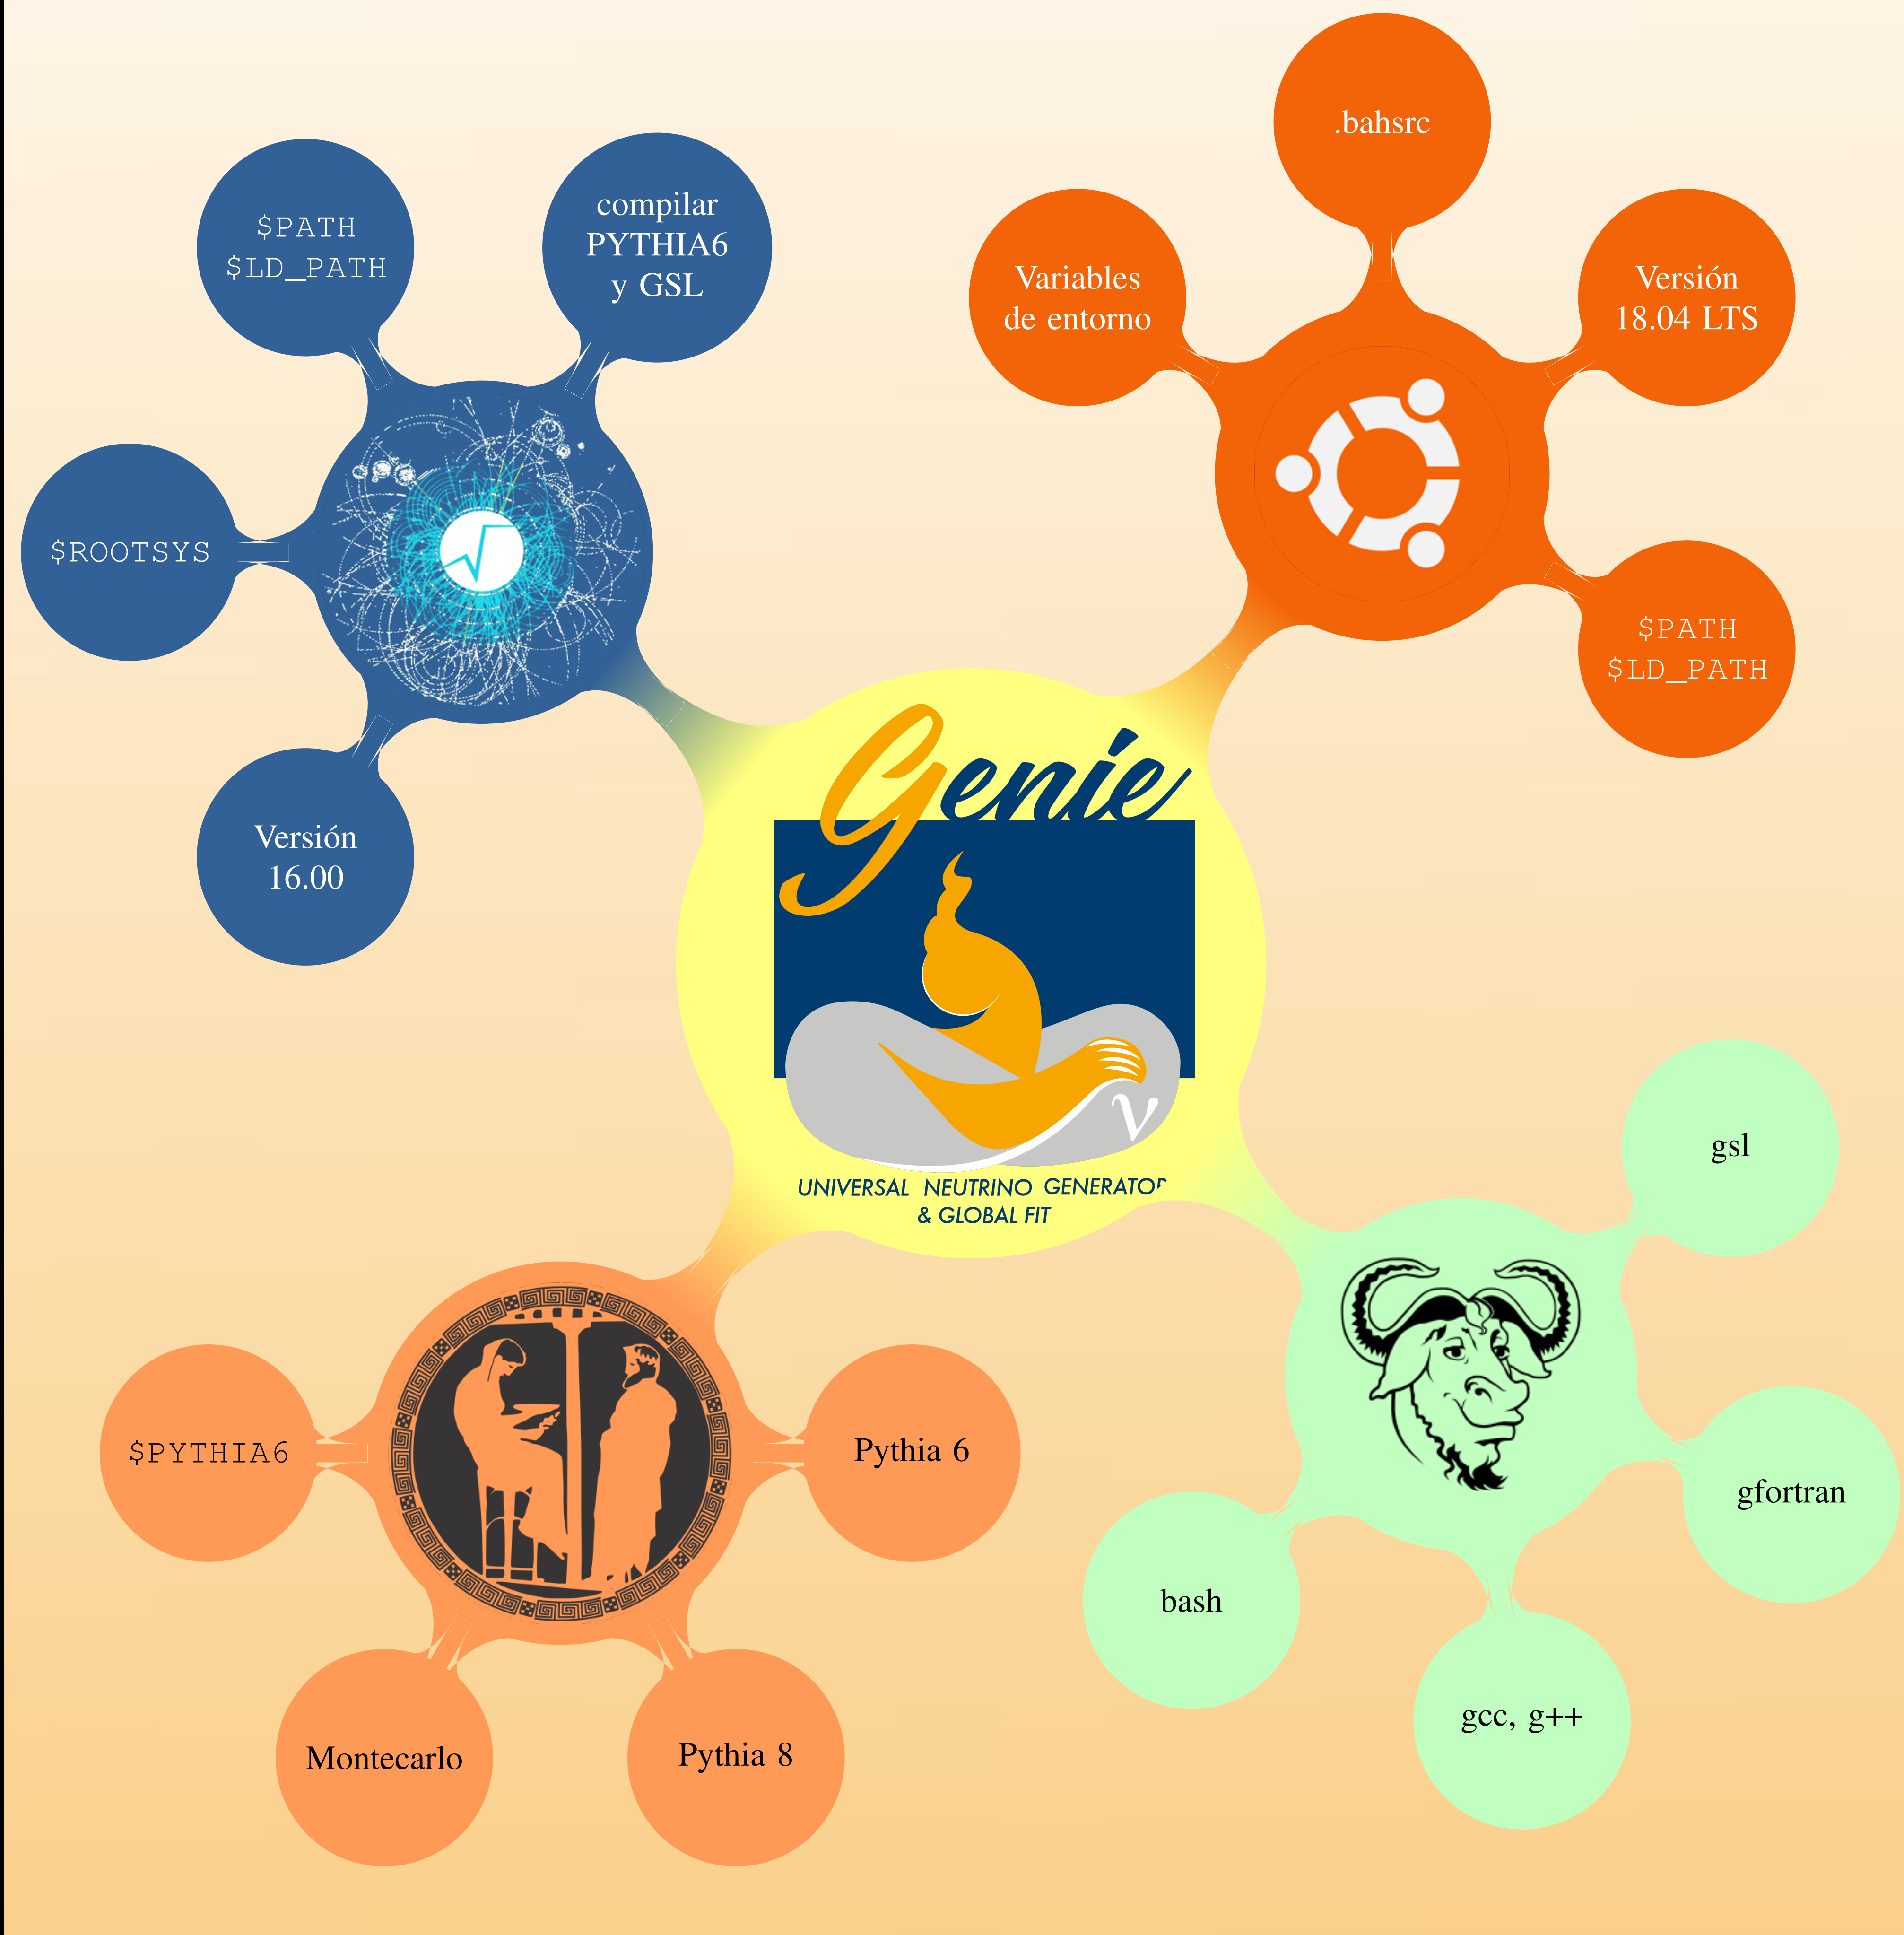 .bahsrc
$PATH
$LD_PATH
compilar
PYTHIA6
y GSL
Variables
de entorno
Versión
18.04 LTS
$ROOTSYS
$PATH
$LD_PATH
Versión
16.00
Genie
ν
UNIVERSAL NEUTRINO GENERATOR
& GLOBAL FIT
gsl
gfortran
bash
gcc, g++
$PYTHIA6
Pythia 6
Montecarlo
Pythia 8